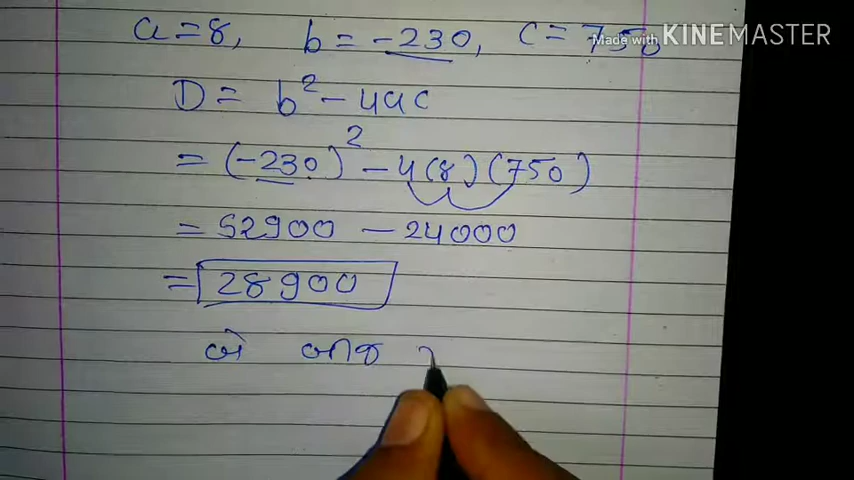 a = 8, b = -230, c = 750
Made with KINEMASTER
D = b² - 4ac
= (-230)² - 4(8)(750)
= 52900 - 24000
= 28900
બે